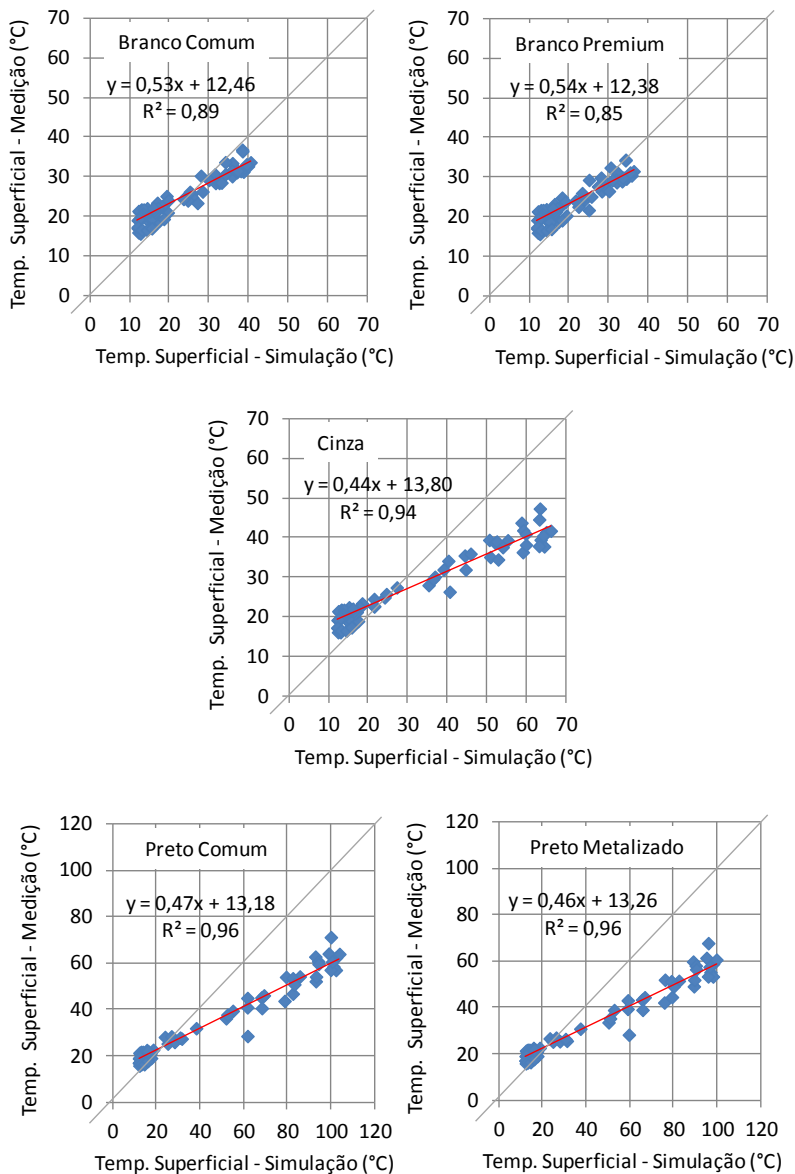 Temp. Superficial - Medição (°C)
70
60
50
40
30
20
10
0
Branco Comum
y = 0,53x + 12,46
R² = 0,89
0 10 20 30 40 50 60 70
Temp. Superficial - Simulação (°C)
Temp. Superficial - Medição (°C)
70
60
50
40
30
20
10
0
Branco Premium
y = 0,54x + 12,38
R² = 0,85
0 10 20 30 40 50 60 70
Temp. Superficial - Simulação (°C)
Temp. Superficial - Medição (°C)
70
60
50
40
30
20
10
0
Cinza
y = 0,44x + 13,80
R² = 0,94
0 10 20 30 40 50 60 70
Temp. Superficial - Simulação (°C)
Temp. Superficial - Medição (°C)
120
100
80
60
40
20
0
Preto Comum
y = 0,47x + 13,18
R² = 0,96
0 20 40 60 80 100 120
Temp. Superficial - Simulação (°C)
Temp. Superficial - Medição (°C)
120
100
80
60
40
20
0
Preto Metalizado
y = 0,46x + 13,26
R² = 0,96
0 20 40 60 80 100 120
Temp. Superficial - Simulação (°C)